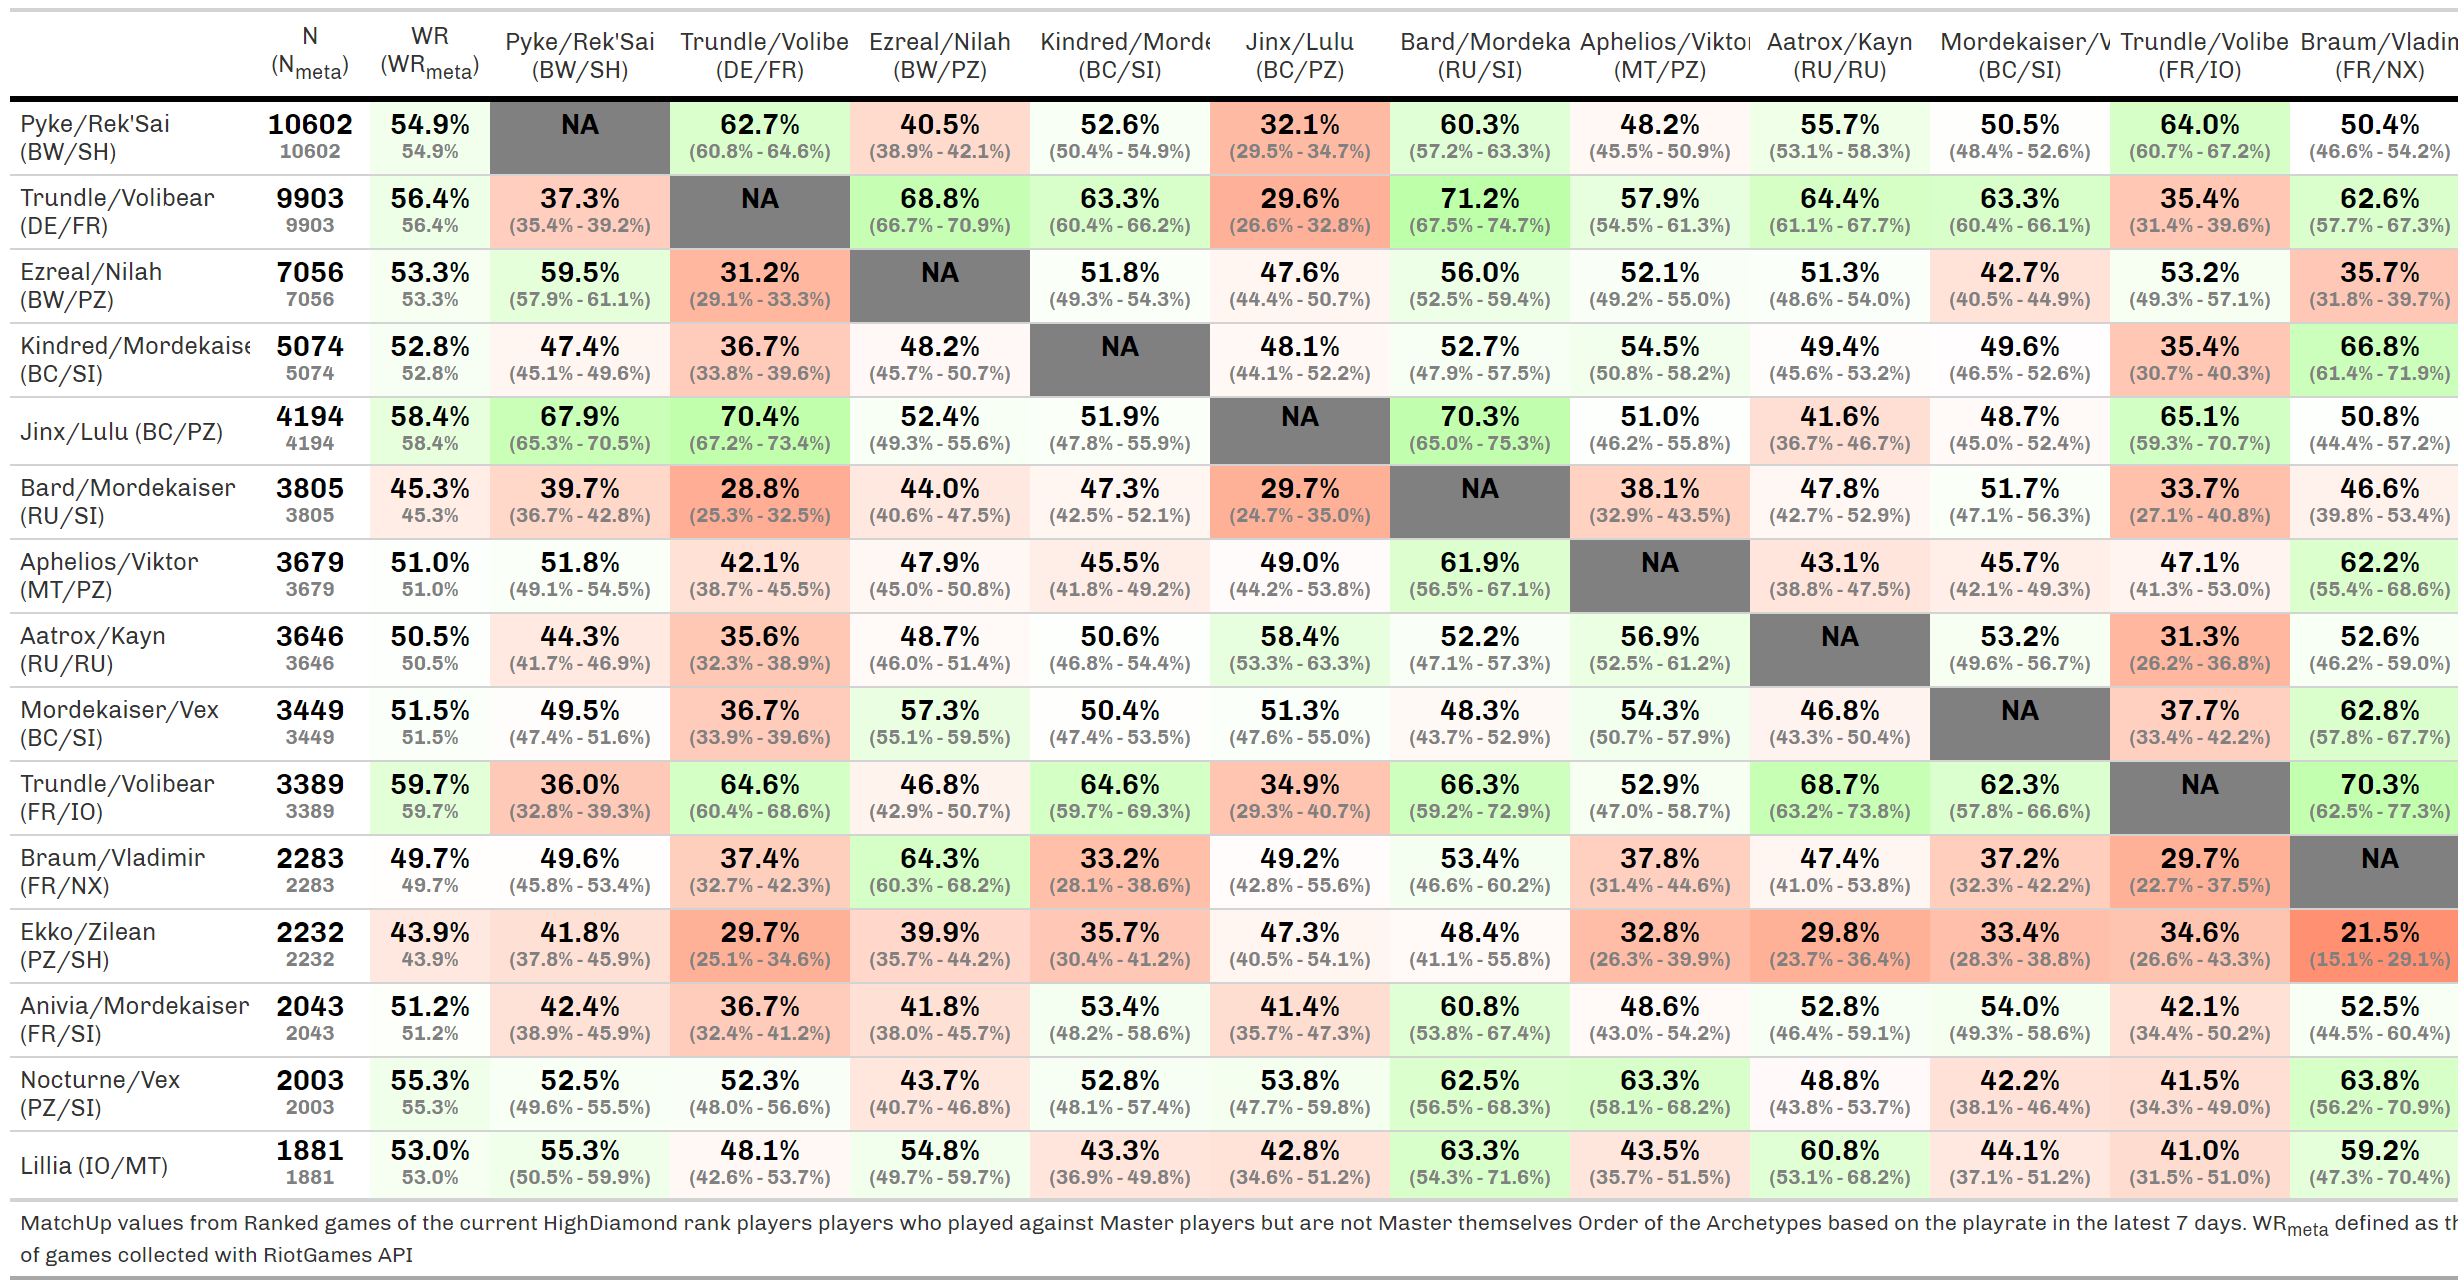 N WR Pyke/Rek'Sai Trundle/Volibe Ezreal/Nilah Kindred/Morde Jinx/Lulu Bard/Mordeka Aphelios/Viktor Aatrox/Kayn Mordekaiser/V Trundle/Volibe Braum/Vladim
(Nmeta) (WRmeta) (BW/SH) (DE/FR) (BW/PZ) (BC/SI) (BC/PZ) (RU/SI) (MT/PZ) (RU/RU) (BC/SI) (FR/IO) (FR/NX)
Pyke/Rek'Sai 10602 54.9% NA 62.7% 40.5% 52.6% 32.1% 60.3% 48.2% 55.7% 50.5% 64.0% 50.4%
(BW/SH) 10602 54.9% (60.8% - 64.6%) (38.9% - 42.1%) (50.4% - 54.9%) (29.5% - 34.7%) (57.2% - 63.3%) (45.5% - 50.9%) (53.1% - 58.3%) (48.4% - 52.6%) (60.7% - 67.2%) (46.6% - 54.2%)
Trundle/Volibear 9903 56.4% 37.3% NA 68.8% 63.3% 29.6% 71.2% 57.9% 64.4% 63.3% 35.4% 62.6%
(DE/FR) 9903 56.4% (35.4% - 39.2%) (66.7% - 70.9%) (60.4% - 66.2%) (26.6% - 32.8%) (67.5% - 74.7%) (54.5% - 61.3%) (61.1% - 67.7%) (60.4% - 66.1%) (31.4% - 39.6%) (57.7% - 67.3%)
Ezreal/Nilah 7056 53.3% 59.5% 31.2% NA 51.8% 47.6% 56.0% 52.1% 51.3% 42.7% 53.2% 35.7%
(BW/PZ) 7056 53.3% (57.9% - 61.1%) (29.1% - 33.3%) (49.3% - 54.3%) (44.4% - 50.7%) (52.5% - 59.4%) (49.2% - 55.0%) (48.6% - 54.0%) (40.5% - 44.9%) (49.3% - 57.1%) (31.8% - 39.7%)
Kindred/Mordekaise 5074 52.8% 47.4% 36.7% 48.2% NA 48.1% 52.7% 54.5% 49.4% 49.6% 35.4% 66.8%
(BC/SI) 5074 52.8% (45.1% - 49.6%) (33.8% - 39.6%) (45.7% - 50.7%) (44.1% - 52.2%) (47.9% - 57.5%) (50.8% - 58.2%) (45.6% - 53.2%) (46.5% - 52.6%) (30.7% - 40.3%) (61.4% - 71.9%)
Jinx/Lulu (BC/PZ) 4194 58.4% 67.9% 70.4% 52.4% 51.9% NA 70.3% 51.0% 41.6% 48.7% 65.1% 50.8%
4194 58.4% (65.3% - 70.5%) (67.2% - 73.4%) (49.3% - 55.6%) (47.8% - 55.9%) (65.0% - 75.3%) (46.2% - 55.8%) (36.7% - 46.7%) (45.0% - 52.4%) (59.3% - 70.7%) (44.4% - 57.2%)
Bard/Mordekaiser 3805 45.3% 39.7% 28.8% 44.0% 47.3% 29.7% NA 38.1% 47.8% 51.7% 33.7% 46.6%
(RU/SI) 3805 45.3% (36.7% - 42.8%) (25.3% - 32.5%) (40.6% - 47.5%) (42.5% - 52.1%) (24.7% - 35.0%) (32.9% - 43.5%) (42.7% - 52.9%) (47.1% - 56.3%) (27.1% - 40.8%) (39.8% - 53.4%)
Aphelios/Viktor 3679 51.0% 51.8% 42.1% 47.9% 45.5% 49.0% 61.9% NA 43.1% 45.7% 47.1% 62.2%
(MT/PZ) 3679 51.0% (49.1% - 54.5%) (38.7% - 45.5%) (45.0% - 50.8%) (41.8% - 49.2%) (44.2% - 53.8%) (56.5% - 67.1%) (38.8% - 47.5%) (42.1% - 49.3%) (41.3% - 53.0%) (55.4% - 68.6%)
Aatrox/Kayn 3646 50.5% 44.3% 35.6% 48.7% 50.6% 58.4% 52.2% 56.9% NA 53.2% 31.3% 52.6%
(RU/RU) 3646 50.5% (41.7% - 46.9%) (32.3% - 38.9%) (46.0% - 51.4%) (46.8% - 54.4%) (53.3% - 63.3%) (47.1% - 57.3%) (52.5% - 61.2%) (49.6% - 56.7%) (26.2% - 36.8%) (46.2% - 59.0%)
Mordekaiser/Vex 3449 51.5% 49.5% 36.7% 57.3% 50.4% 51.3% 48.3% 54.3% 46.8% NA 37.7% 62.8%
(BC/SI) 3449 51.5% (47.4% - 51.6%) (33.9% - 39.6%) (55.1% - 59.5%) (47.4% - 53.5%) (47.6% - 55.0%) (43.7% - 52.9%) (50.7% - 57.9%) (43.3% - 50.4%) (33.4% - 42.2%) (57.8% - 67.7%)
Trundle/Volibear 3389 59.7% 36.0% 64.6% 46.8% 64.6% 34.9% 66.3% 52.9% 68.7% 62.3% NA 70.3%
(FR/IO) 3389 59.7% (32.8% - 39.3%) (60.4% - 68.6%) (42.9% - 50.7%) (59.7% - 69.3%) (29.3% - 40.7%) (59.2% - 72.9%) (47.0% - 58.7%) (63.2% - 73.8%) (57.8% - 66.6%) (62.5% - 77.3%)
Braum/Vladimir 2283 49.7% 49.6% 37.4% 64.3% 33.2% 49.2% 53.4% 37.8% 47.4% 37.2% 29.7% NA
(FR/NX) 2283 49.7% (45.8% - 53.4%) (32.7% - 42.3%) (60.3% - 68.2%) (28.1% - 38.6%) (42.8% - 55.6%) (46.6% - 60.2%) (31.4% - 44.6%) (41.0% - 53.8%) (32.3% - 42.2%) (22.7% - 37.5%)
Ekko/Zilean 2232 43.9% 41.8% 29.7% 39.9% 35.7% 47.3% 48.4% 32.8% 29.8% 33.4% 34.6% 21.5%
(PZ/SH) 2232 43.9% (37.8% - 45.9%) (25.1% - 34.6%) (35.7% - 44.2%) (30.4% - 41.2%) (40.5% - 54.1%) (41.1% - 55.8%) (26.3% - 39.9%) (23.7% - 36.4%) (28.3% - 38.8%) (26.6% - 43.3%) (15.1% - 29.1%)
Anivia/Mordekaiser 2043 51.2% 42.4% 36.7% 41.8% 53.4% 41.4% 60.8% 48.6% 52.8% 54.0% 42.1% 52.5%
(FR/SI) 2043 51.2% (38.9% - 45.9%) (32.4% - 41.2%) (38.0% - 45.7%) (48.2% - 58.6%) (35.7% - 47.3%) (53.8% - 67.4%) (43.0% - 54.2%) (46.4% - 59.1%) (49.3% - 58.6%) (34.4% - 50.2%) (44.5% - 60.4%)
Nocturne/Vex 2003 55.3% 52.5% 52.3% 43.7% 52.8% 53.8% 62.5% 63.3% 48.8% 42.2% 41.5% 63.8%
(PZ/SI) 2003 55.3% (49.6% - 55.5%) (48.0% - 56.6%) (40.7% - 46.8%) (48.1% - 57.4%) (47.7% - 59.8%) (56.5% - 68.3%) (58.1% - 68.2%) (43.8% - 53.7%) (38.1% - 46.4%) (34.3% - 49.0%) (56.2% - 70.9%)
Lillia (IO/MT) 1881 53.0% 55.3% 48.1% 54.8% 43.3% 42.8% 63.3% 43.5% 60.8% 44.1% 41.0% 59.2%
1881 53.0% (50.5% - 59.9%) (42.6% - 53.7%) (49.7% - 59.7%) (36.9% - 49.8%) (34.6% - 51.2%) (54.3% - 71.6%) (35.7% - 51.5%) (53.1% - 68.2%) (37.1% - 51.2%) (31.5% - 51.0%) (47.3% - 70.4%)
MatchUp values from Ranked games of the current HighDiamond rank players players who played against Master players but are not Master themselves Order of the Archetypes based on the playrate in the latest 7 days. WRmeta defined as th
of games collected with RiotGames API